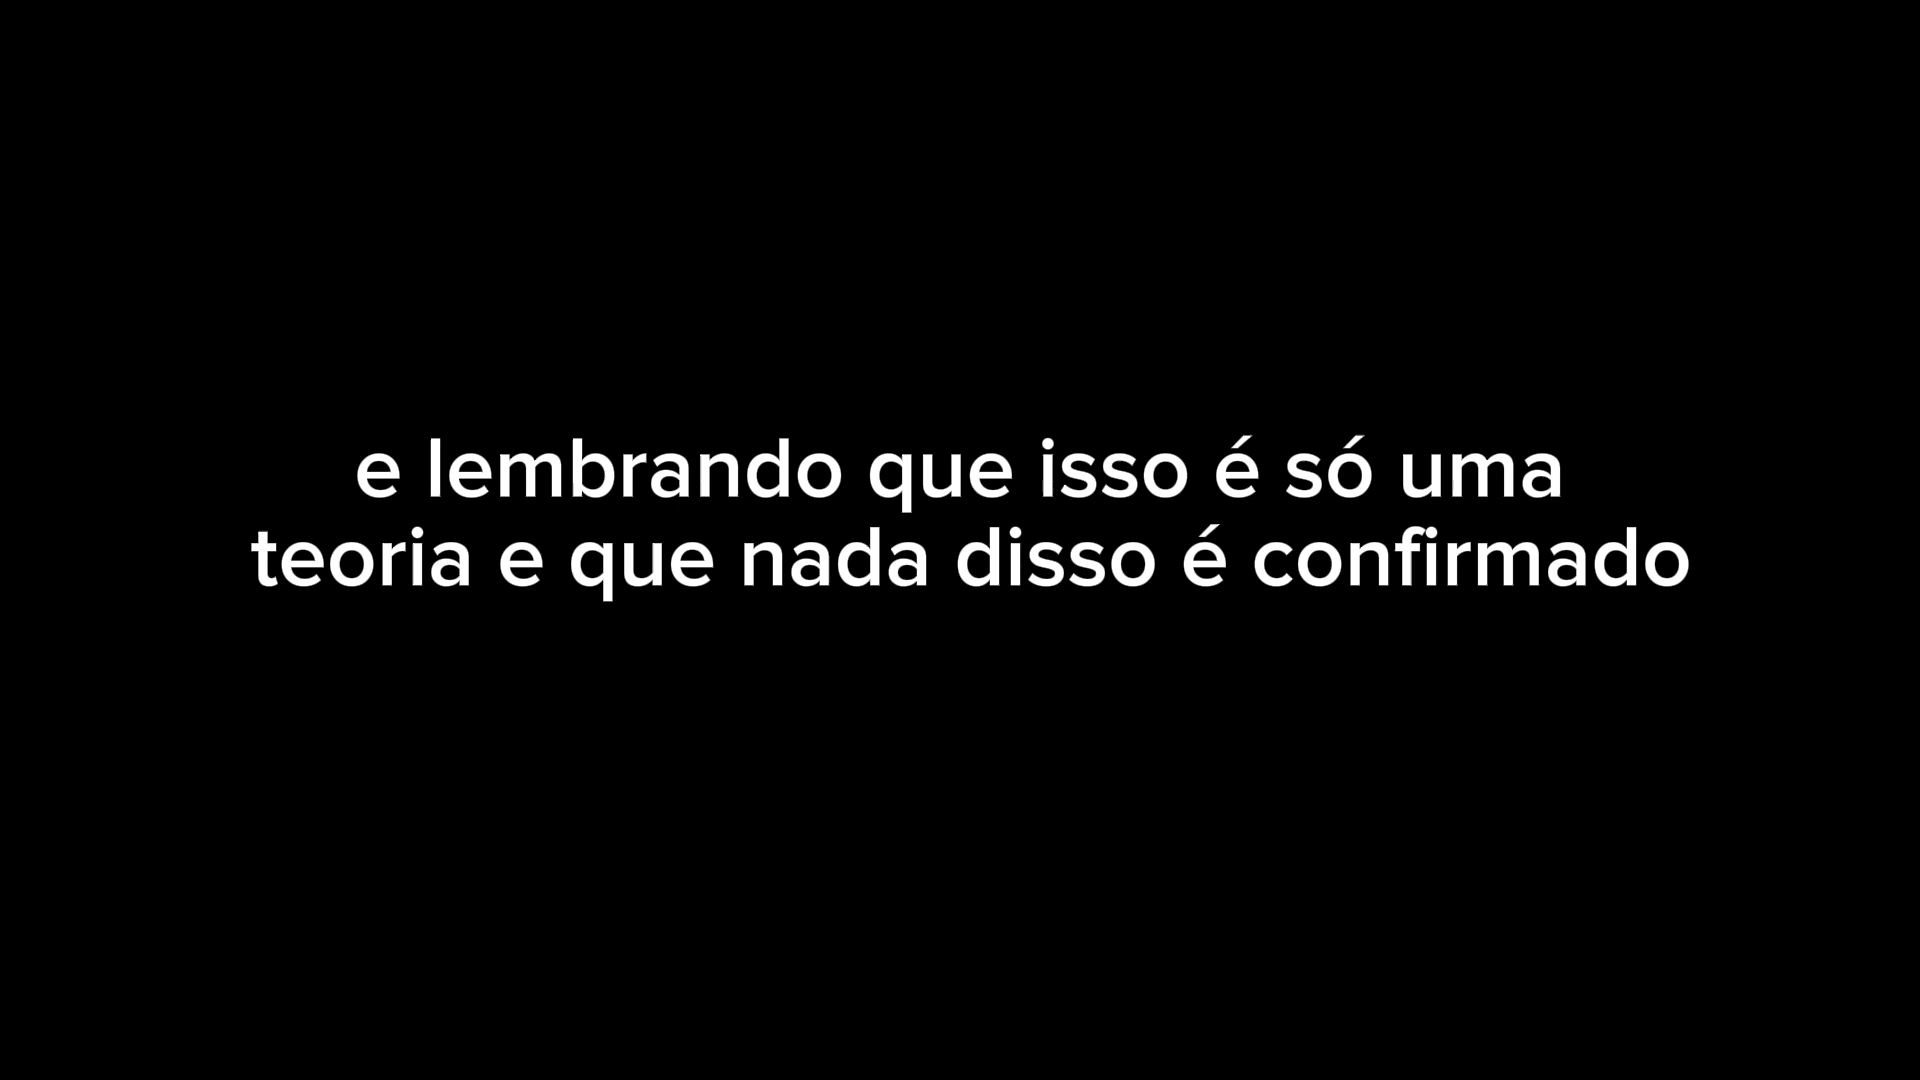 e lembrando que isso é só uma
teoria e que nada disso é confirmado